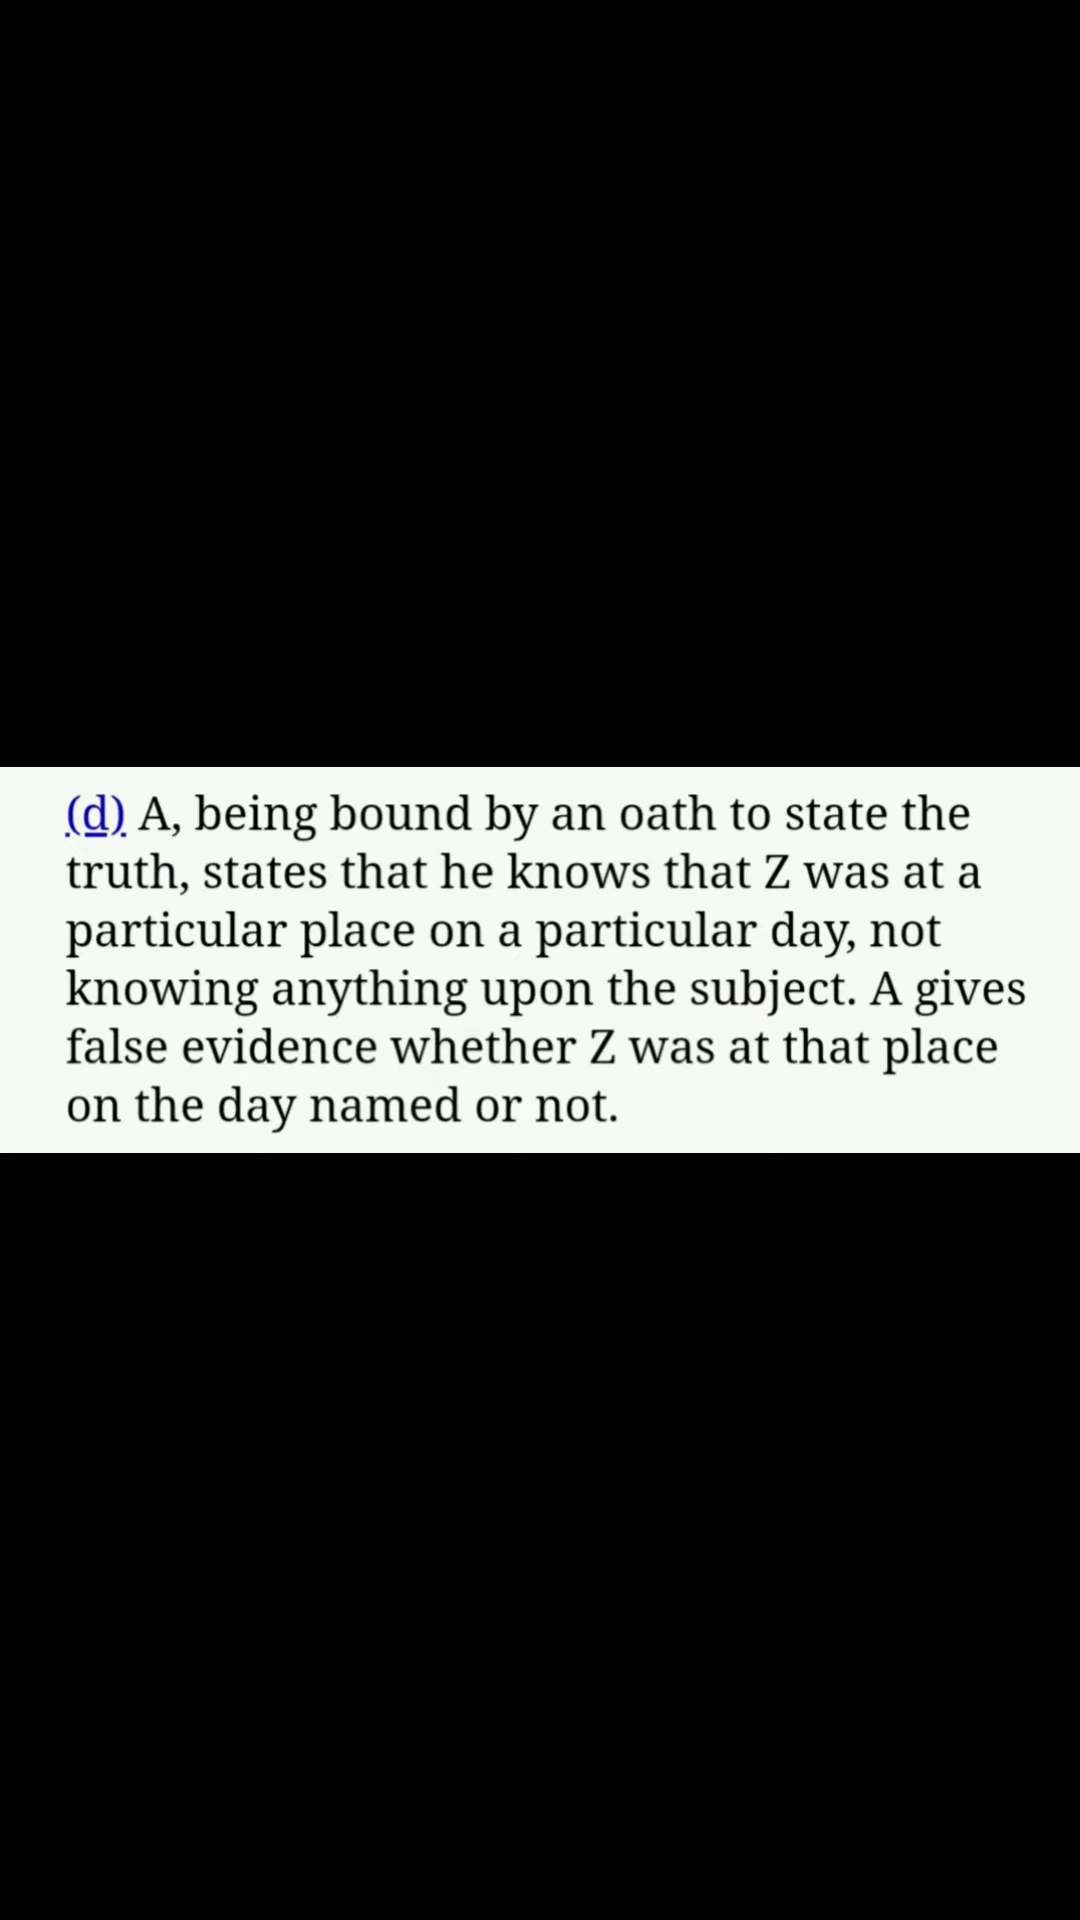 (d) A, being bound by an oath to state the
truth, states that he knows that Z was at a
particular place on a particular day, not
knowing anything upon the subject. A gives
false evidence whether Z was at that place
on the day named or not.